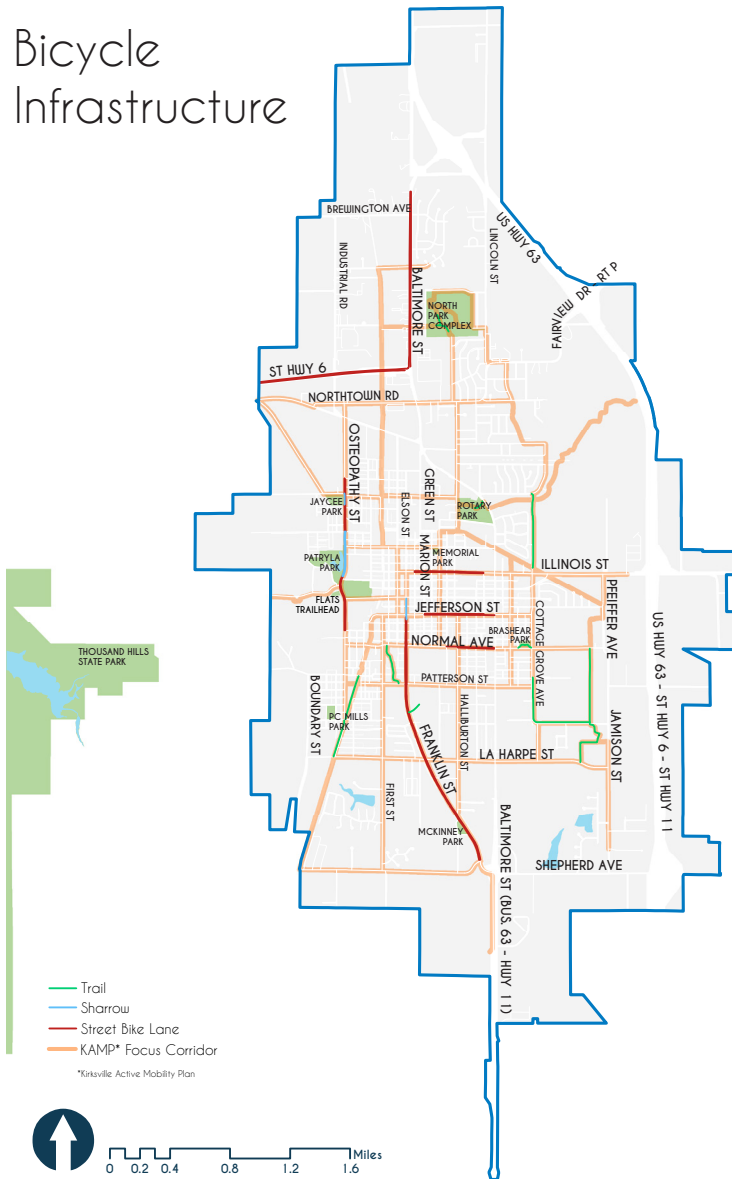 Bicycle
Infrastructure
BREWINGTON AVE
US HWY 63
LINCOLN ST
INDUSTRIAL RD
BALTIMORE ST
FAIRVIEW DR - RT P
NORTH
PARK
COMPLEX
ST HWY 6
NORTHTOWN RD
OSTEOPATHY ST
GREEN ST
ELSON ST
JAYCEE
PARK
ROTARY
PARK
MARION ST
MEMORIAL
PARK
PATRYLA
PARK
ILLINOIS ST
PFEIFFER AVE
FLATS
TRAILHEAD
JEFFERSON ST
COTTAGE GROVE AVE
US HWY 63 - ST HWY 6 - ST HWY 11
BRASHEAR
PARK
NORMAL AVE
THOUSAND HILLS
STATE PARK
PATTERSON ST
BOUNDARY ST
HALLIBURTON ST
PC MILLS
PARK
JAMISON ST
FRANKLIN ST
LA HARPE ST
FIRST ST
MCKINNEY
PARK
BALTIMORE ST (BUS. 63 - HWY 11)
SHEPHERD AVE
Trail
Sharrow
Street Bike Lane
KAMP* Focus Corridor
*Kirksville Active Mobility Plan
Miles
0 0.2 0.4 0.8 1.2 1.6